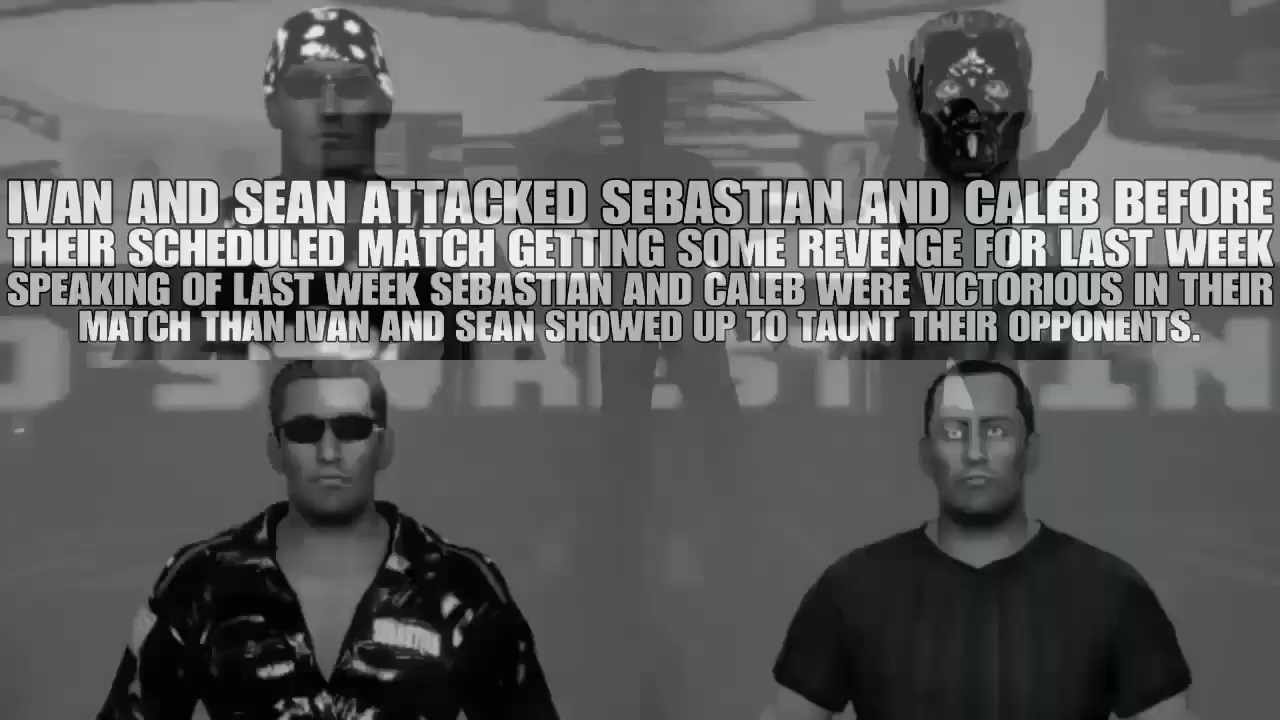 IVAN AND SEAN ATTACKED SEBASTIAN AND CALEB BEFORE
THEIR SCHEDULED MATCH GETTING SOME REVENGE FOR LAST WEEK
SPEAKING OF LAST WEEK SEBASTIAN AND CALEB WERE VICTORIOUS IN THEIR
MATCH THAN IVAN AND SEAN SHOWED UP TO TAUNT THEIR OPPONENTS.